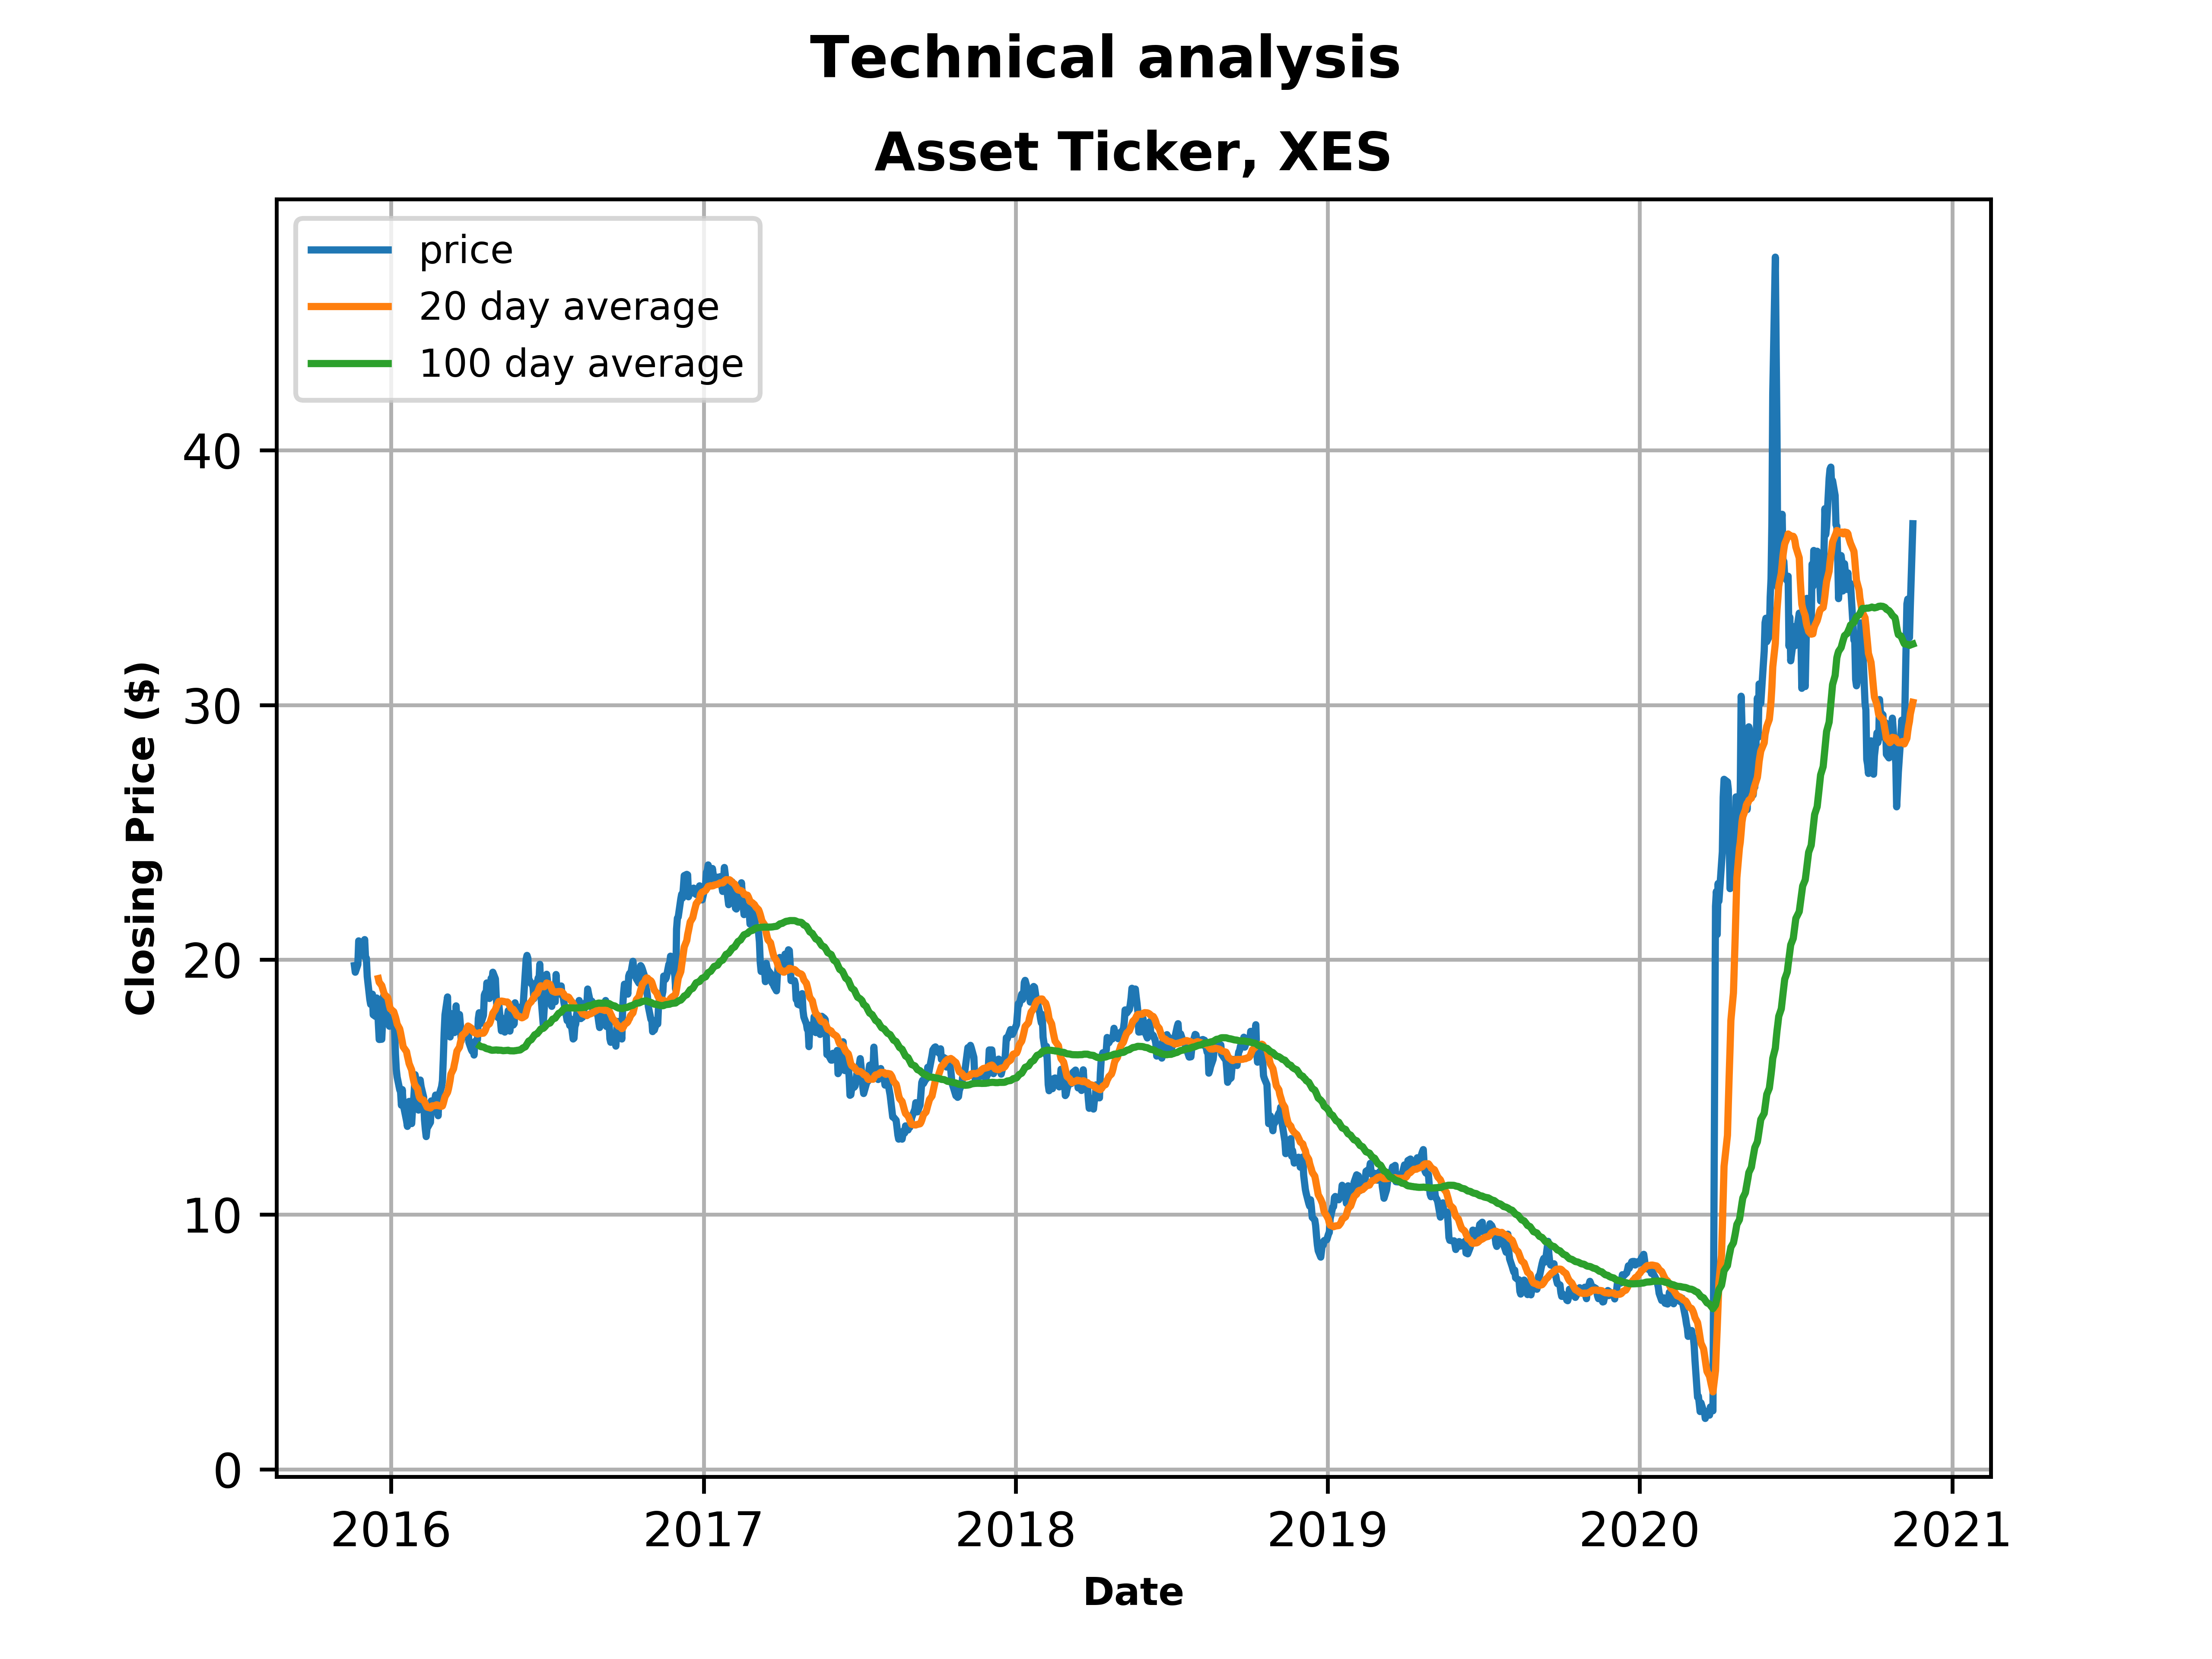 Technical analysis
Asset Ticker, XES
price
20 day average
100 day average
Closing Price ($)
40
30
20
10
0
2016 2017 2018 2019 2020 2021
Date